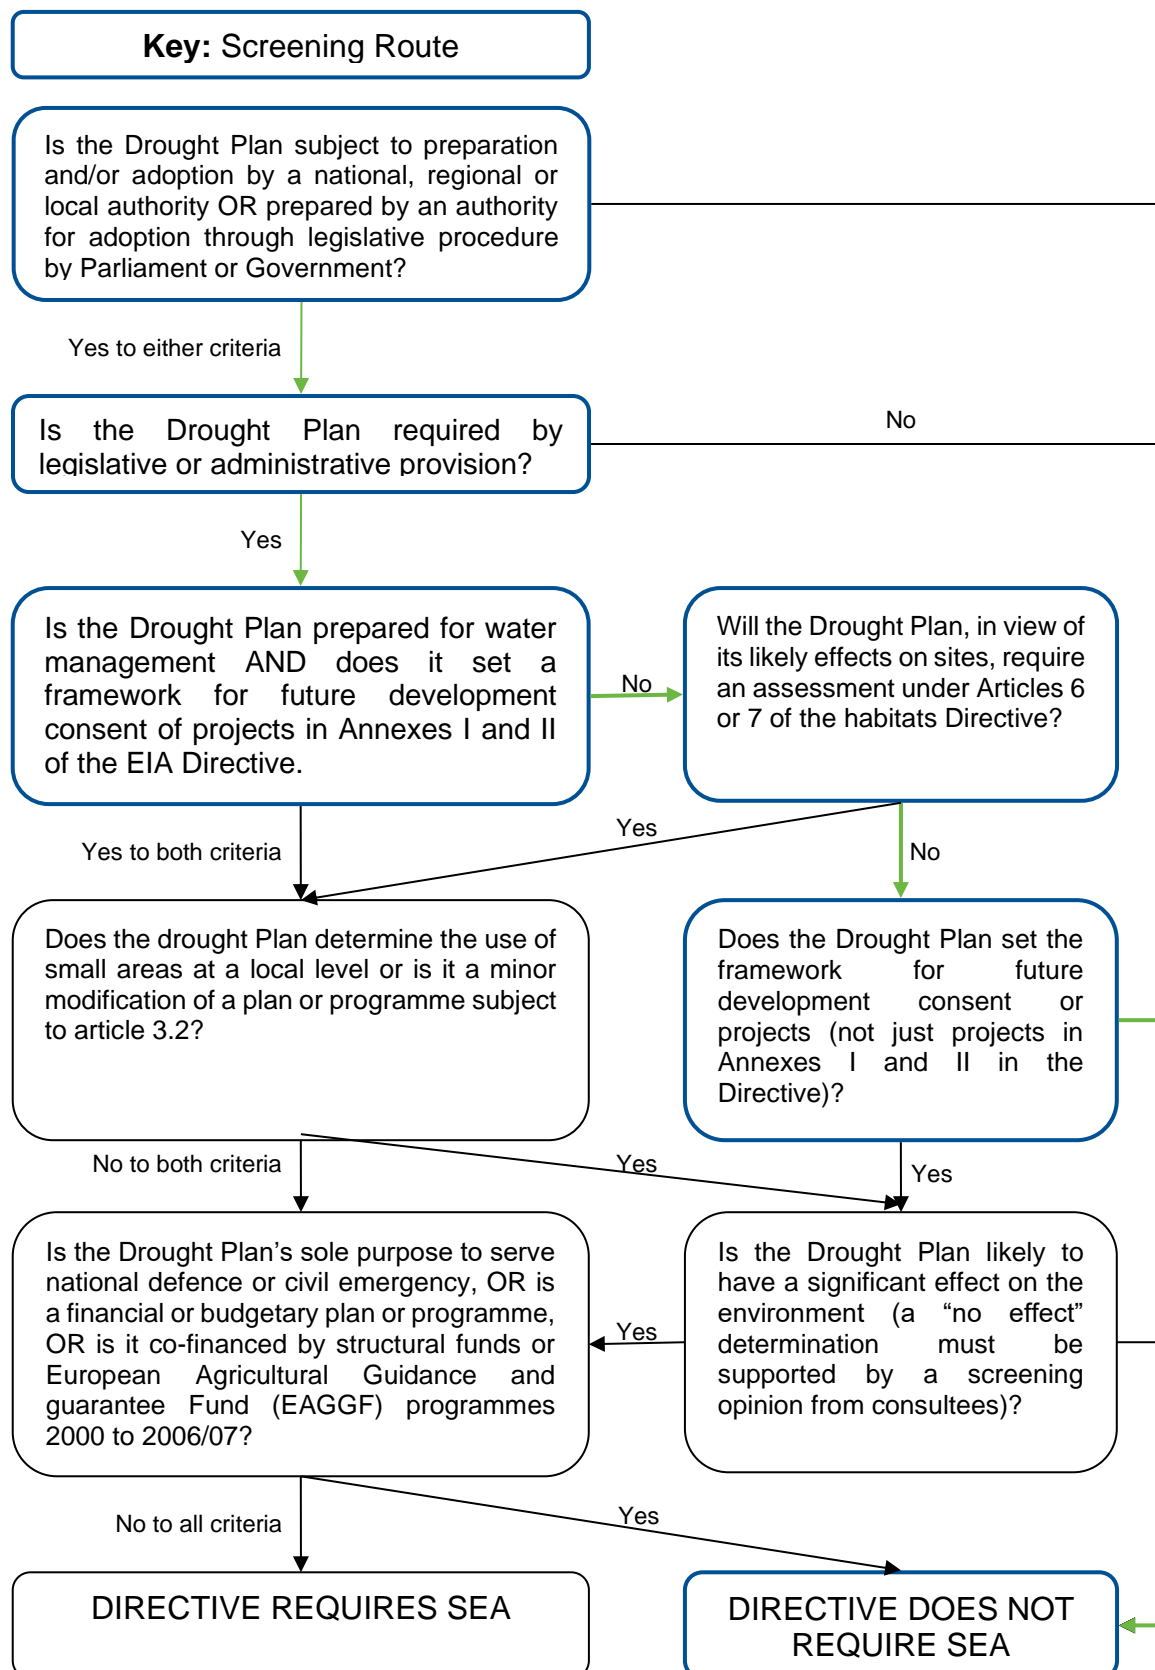 Key: Screening Route
Is the Drought Plan subject to preparation
and/or adoption by a national, regional or
local authority OR prepared by an authority
for adoption through legislative procedure
by Parliament or Government?
Yes to either criteria
Is the Drought Plan required by
legislative or administrative provision?
No
Yes
Is the Drought Plan prepared for water
management AND does it set a
framework for future development
consent of projects in Annexes I and II
of the EIA Directive.
No
Will the Drought Plan, in view of
its likely effects on sites, require
an assessment under Articles 6
or 7 of the habitats Directive?
Yes to both criteria
Yes
No
Does the drought Plan determine the use of
small areas at a local level or is it a minor
modification of a plan or programme subject
to article 3.2?
Does the Drought Plan set the
framework for future
development consent or
projects (not just projects in
Annexes I and II in the
Directive)?
No to both criteria
Yes
Yes
Is the Drought Plan's sole purpose to serve
national defence or civil emergency, OR is
a financial or budgetary plan or programme,
OR is it co-financed by structural funds or
European Agricultural Guidance and
guarantee Fund (EAGGF) programmes
2000 to 2006/07?
Yes
Is the Drought Plan likely to
have a significant effect on the
environment (a “no effect”
determination must be
supported by a screening
opinion from consultees)?
No to all criteria
Yes
DIRECTIVE REQUIRES SEA
DIRECTIVE DOES NOT
REQUIRE SEA